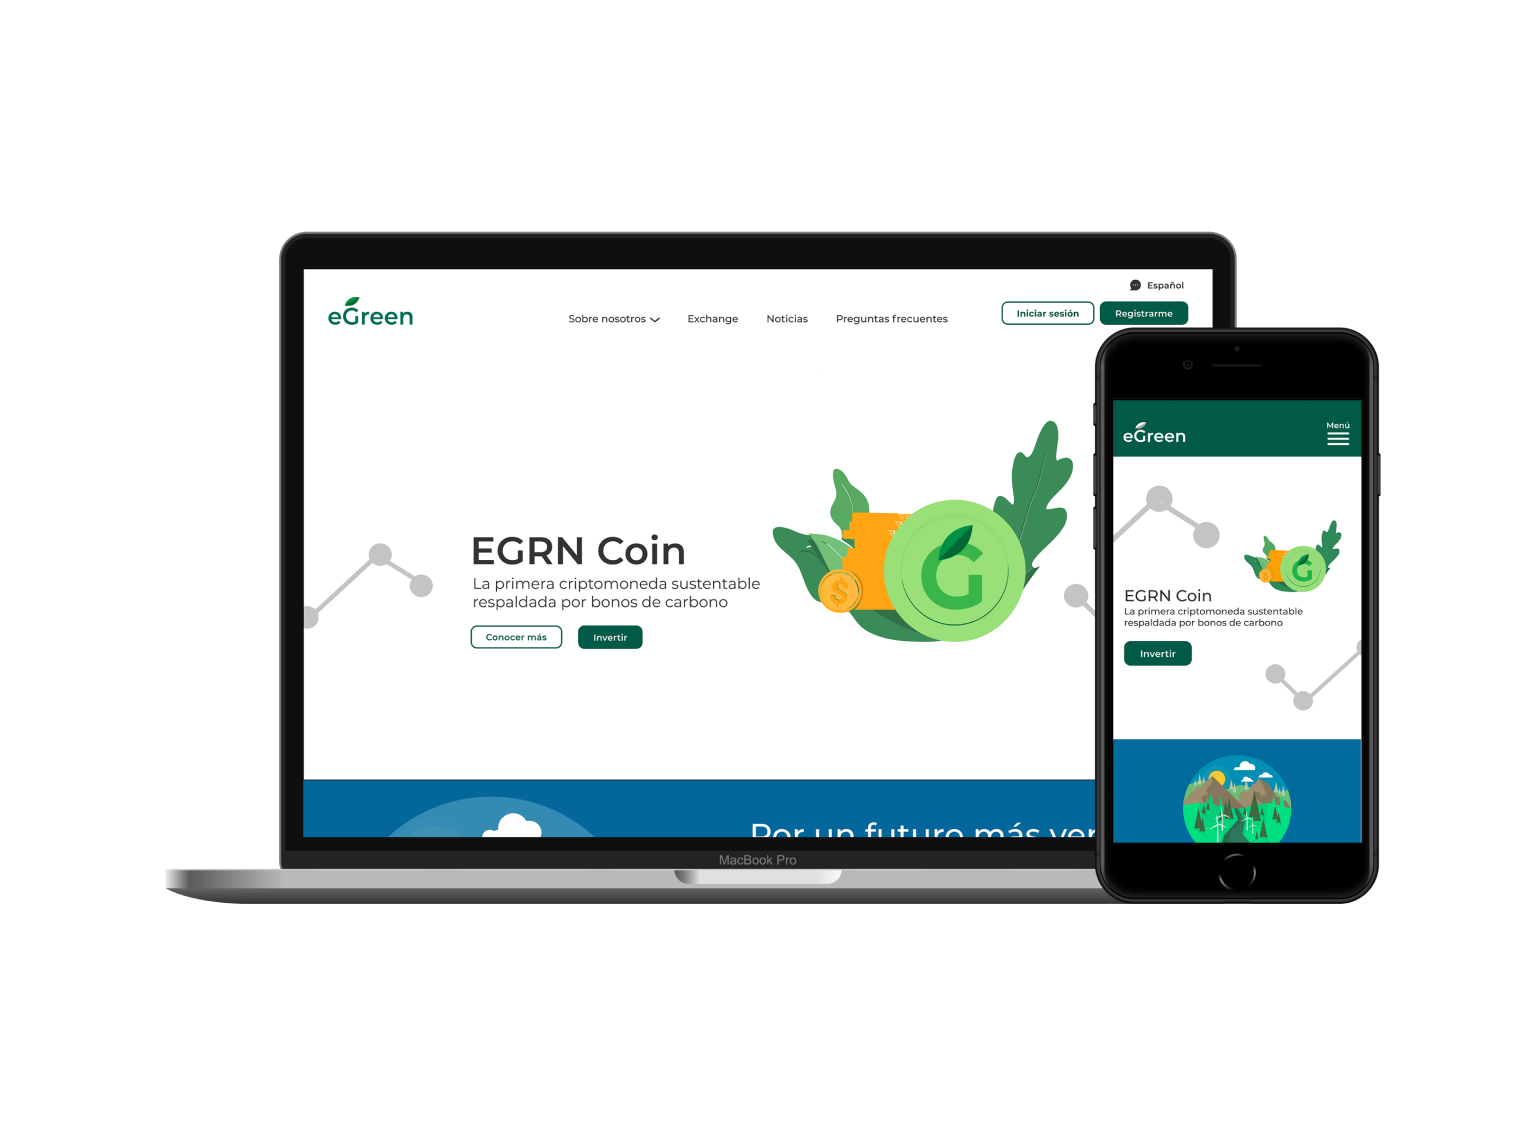 Español
eGreen
Sobre nosotros
Exchange
Noticias
Preguntas frecuentes
Iniciar sesión
Registrarme
EGRN Coin
La primera criptomoneda sustentable
respaldada por bonos de carbono
Conocer más
Invertir
$
G
Por un futuro más ver
MacBook Pro
eGreen
Menú
G
EGRN Coin
La primera criptomoneda sustentable
respaldada por bonos de carbono
Invertir